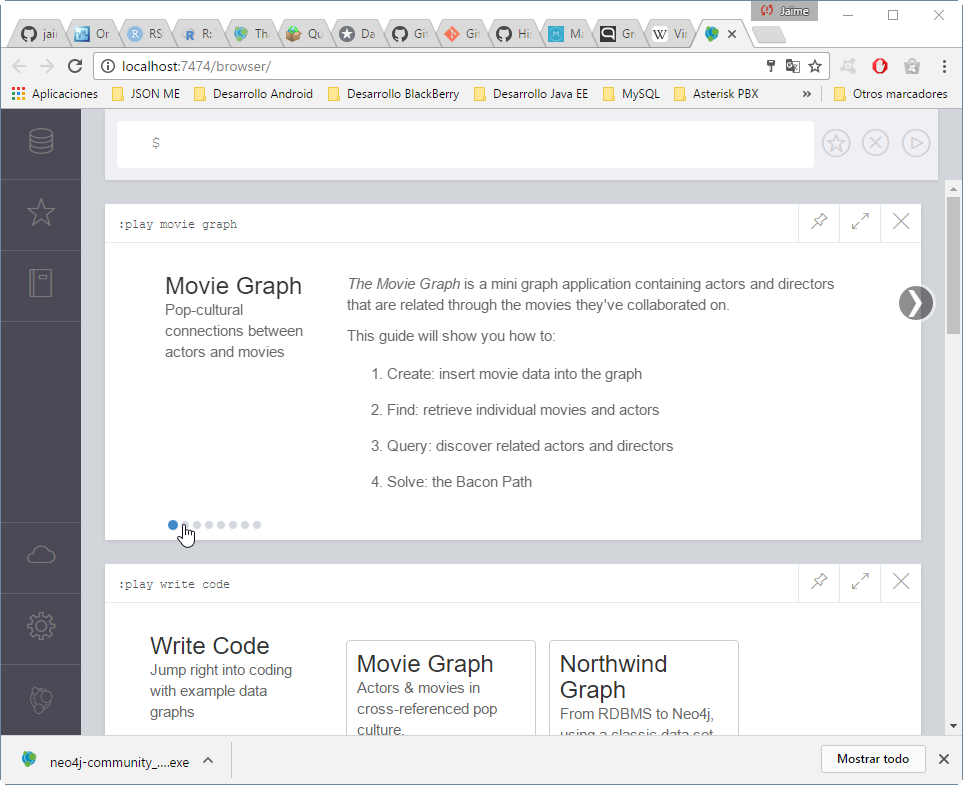 Jaime
jai
Or
RS
R:
Th
Qu
Da
Git
Git
His
Ma
Gr
W Vir
localhost:7474/browser/
Aplicaciones JSON ME Desarrollo Android Desarrollo BlackBerry Desarrollo Java EE MySQL Asterisk PBX » Otros marcadores
$
:play movie graph
Movie Graph
Pop-cultural
connections between
actors and movies
The Movie Graph is a mini graph application containing actors and directors
that are related through the movies they've collaborated on.
This guide will show you how to:
1. Create: insert movie data into the graph
2. Find: retrieve individual movies and actors
3. Query: discover related actors and directors
4. Solve: the Bacon Path
:play write code
Write Code
Jump right into coding
with example data
graphs
Movie Graph
Actors & movies in
cross-referenced pop
culture.
Northwind
Graph
From RDBMS to Neo4j,
using a classic data set
neo4j-community_....exe
Mostrar todo